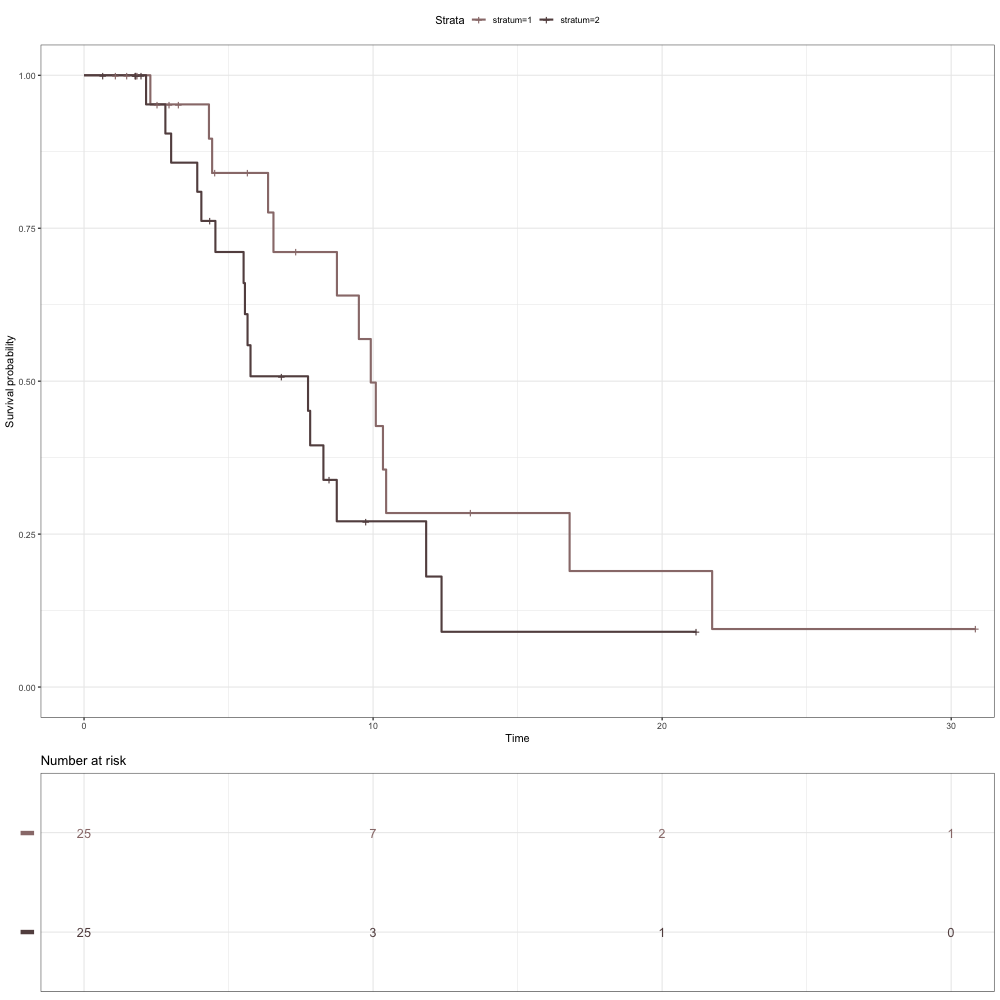 Strata stratum=1 stratum=2
1.00
0.75
0.50
0.25
0.00
Survival probability
0 10 20 30
Time
Number at risk
25 7 2 1
25 3 1 0